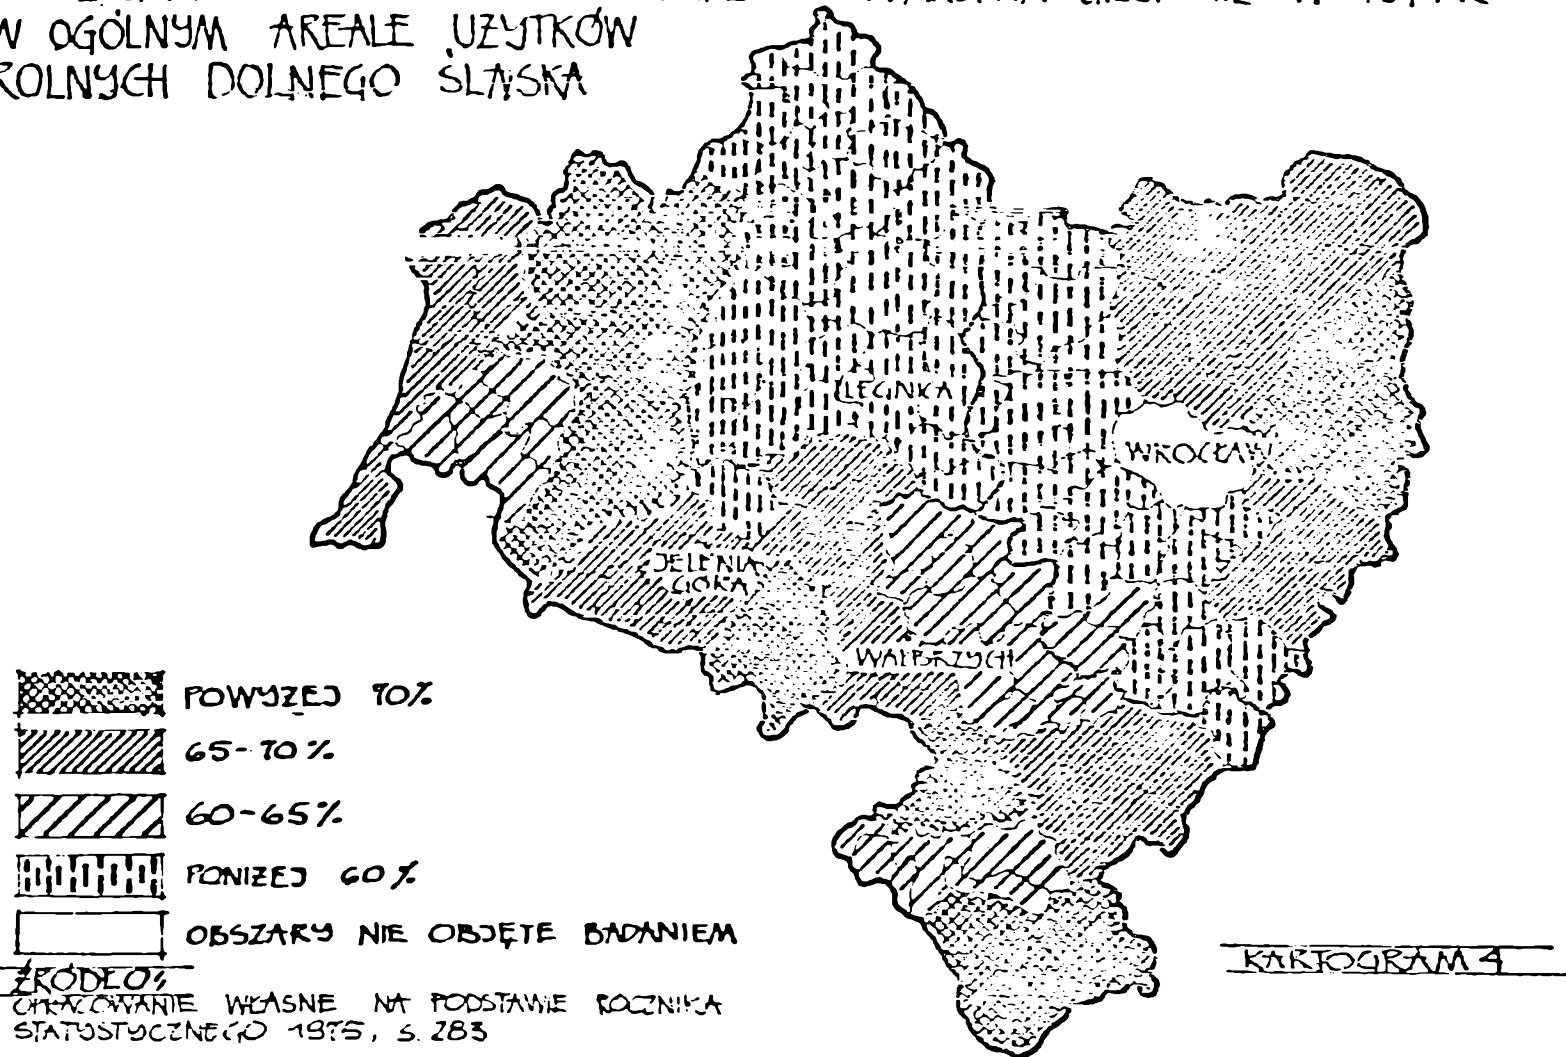 W OGÓLNYM AREALE UŻYTKÓW
ROLNYCH DOLNEGO ŚLĄSKA
LEGNICA
WROCŁAW
JELENIA
GÓRA
WAŁBRZYCH
POWYŻEJ 70%
65-70%
60-65%
PONIŻEJ 60%
OBSZARY NIE OBJĘTE BADANIEM
KARTOGRAM 4
ŹRÓDŁO:
OPRACOWANIE WŁASNE NA PODSTAWIE ROCZNIKA
STATYSTYCZNEGO 1975, S. 283